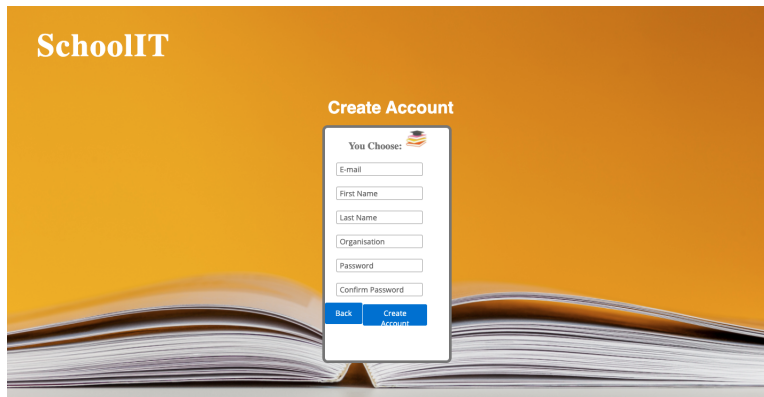 SchoolIT
Create Account
You Choose:
E-mail
First Name
Last Name
Organisation
Password
Confirm Password
Back
Create
Account